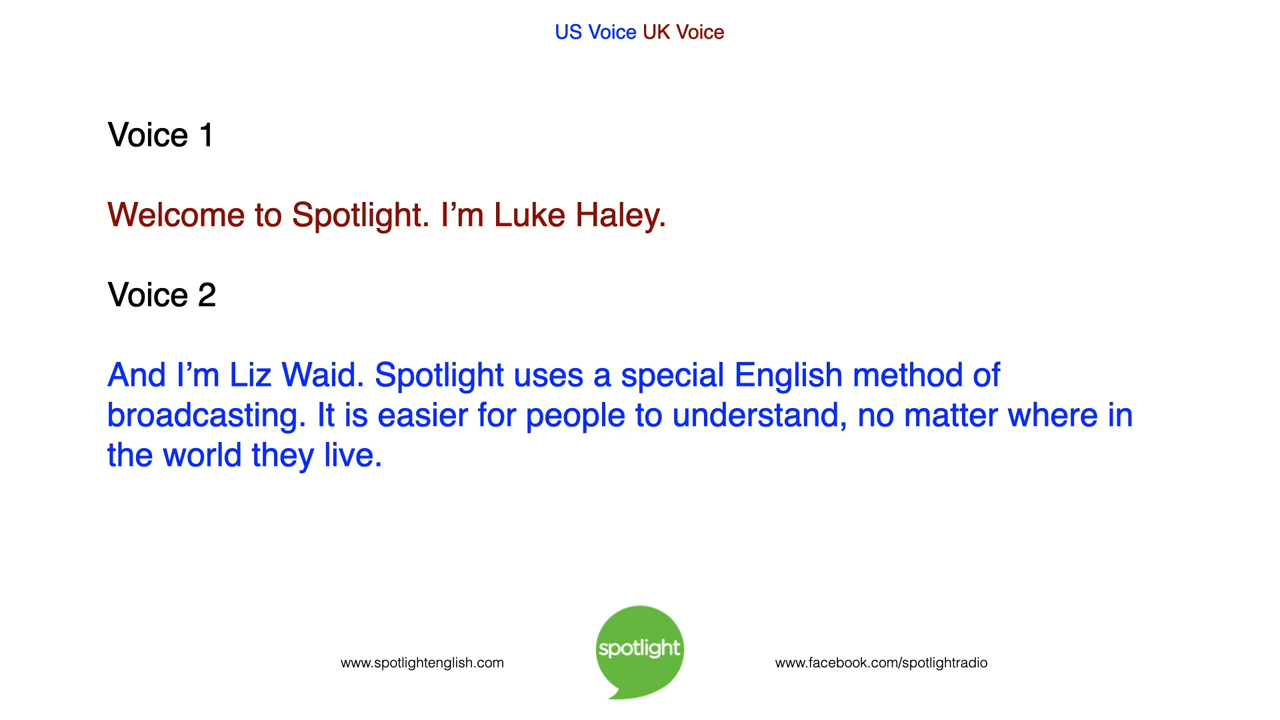 US Voice UK Voice
Voice 1
Welcome to Spotlight. I’m Luke Haley.
Voice 2
And I’m Liz Waid. Spotlight uses a special English method of
broadcasting. It is easier for people to understand, no matter where in
the world they live.
spotlight
www.spotlightenglish.com
www.facebook.com/spotlightradio